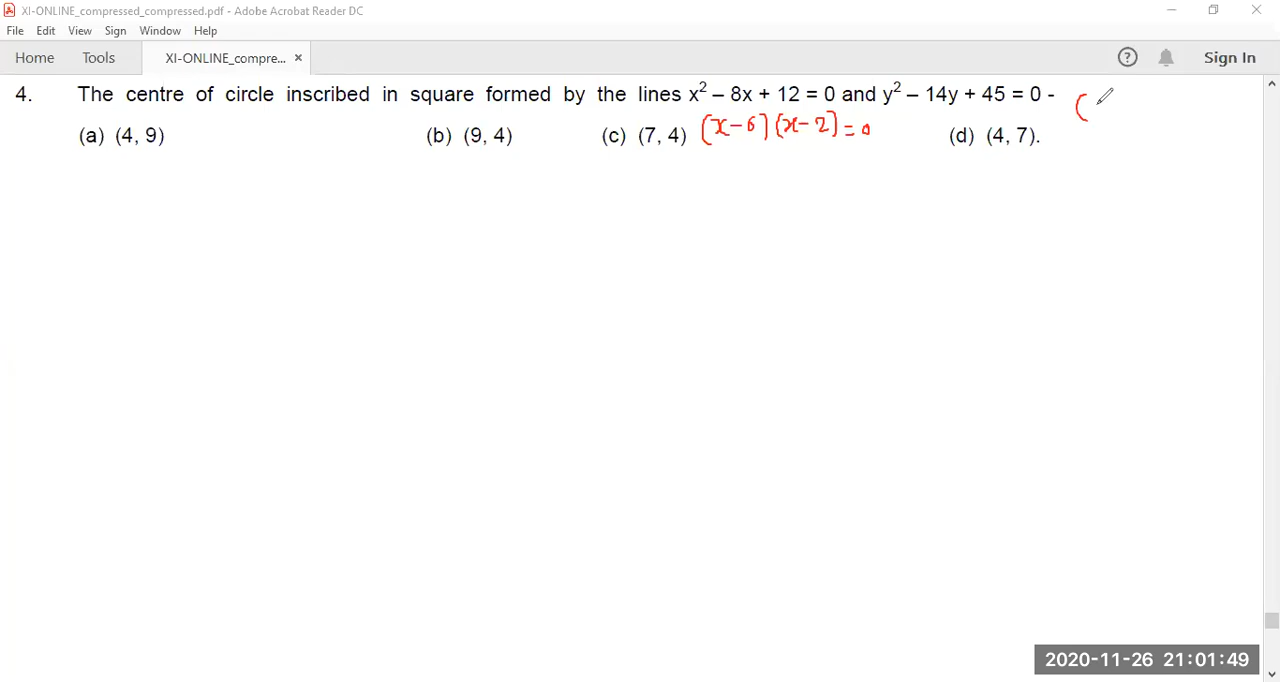 XI-ONLINE_compressed_compressed.pdf - Adobe Acrobat Reader DC
File Edit View Sign Window Help
Home Tools XI-ONLINE_compre... × ? Sign In
4. The centre of circle inscribed in square formed by the lines x² – 8x + 12 = 0 and y² – 14y + 45 = 0 - (
(a) (4, 9) (b) (9, 4) (c) (7, 4) (x-6)(x-2)=0 (d) (4, 7).
2020-11-26 21:01:49